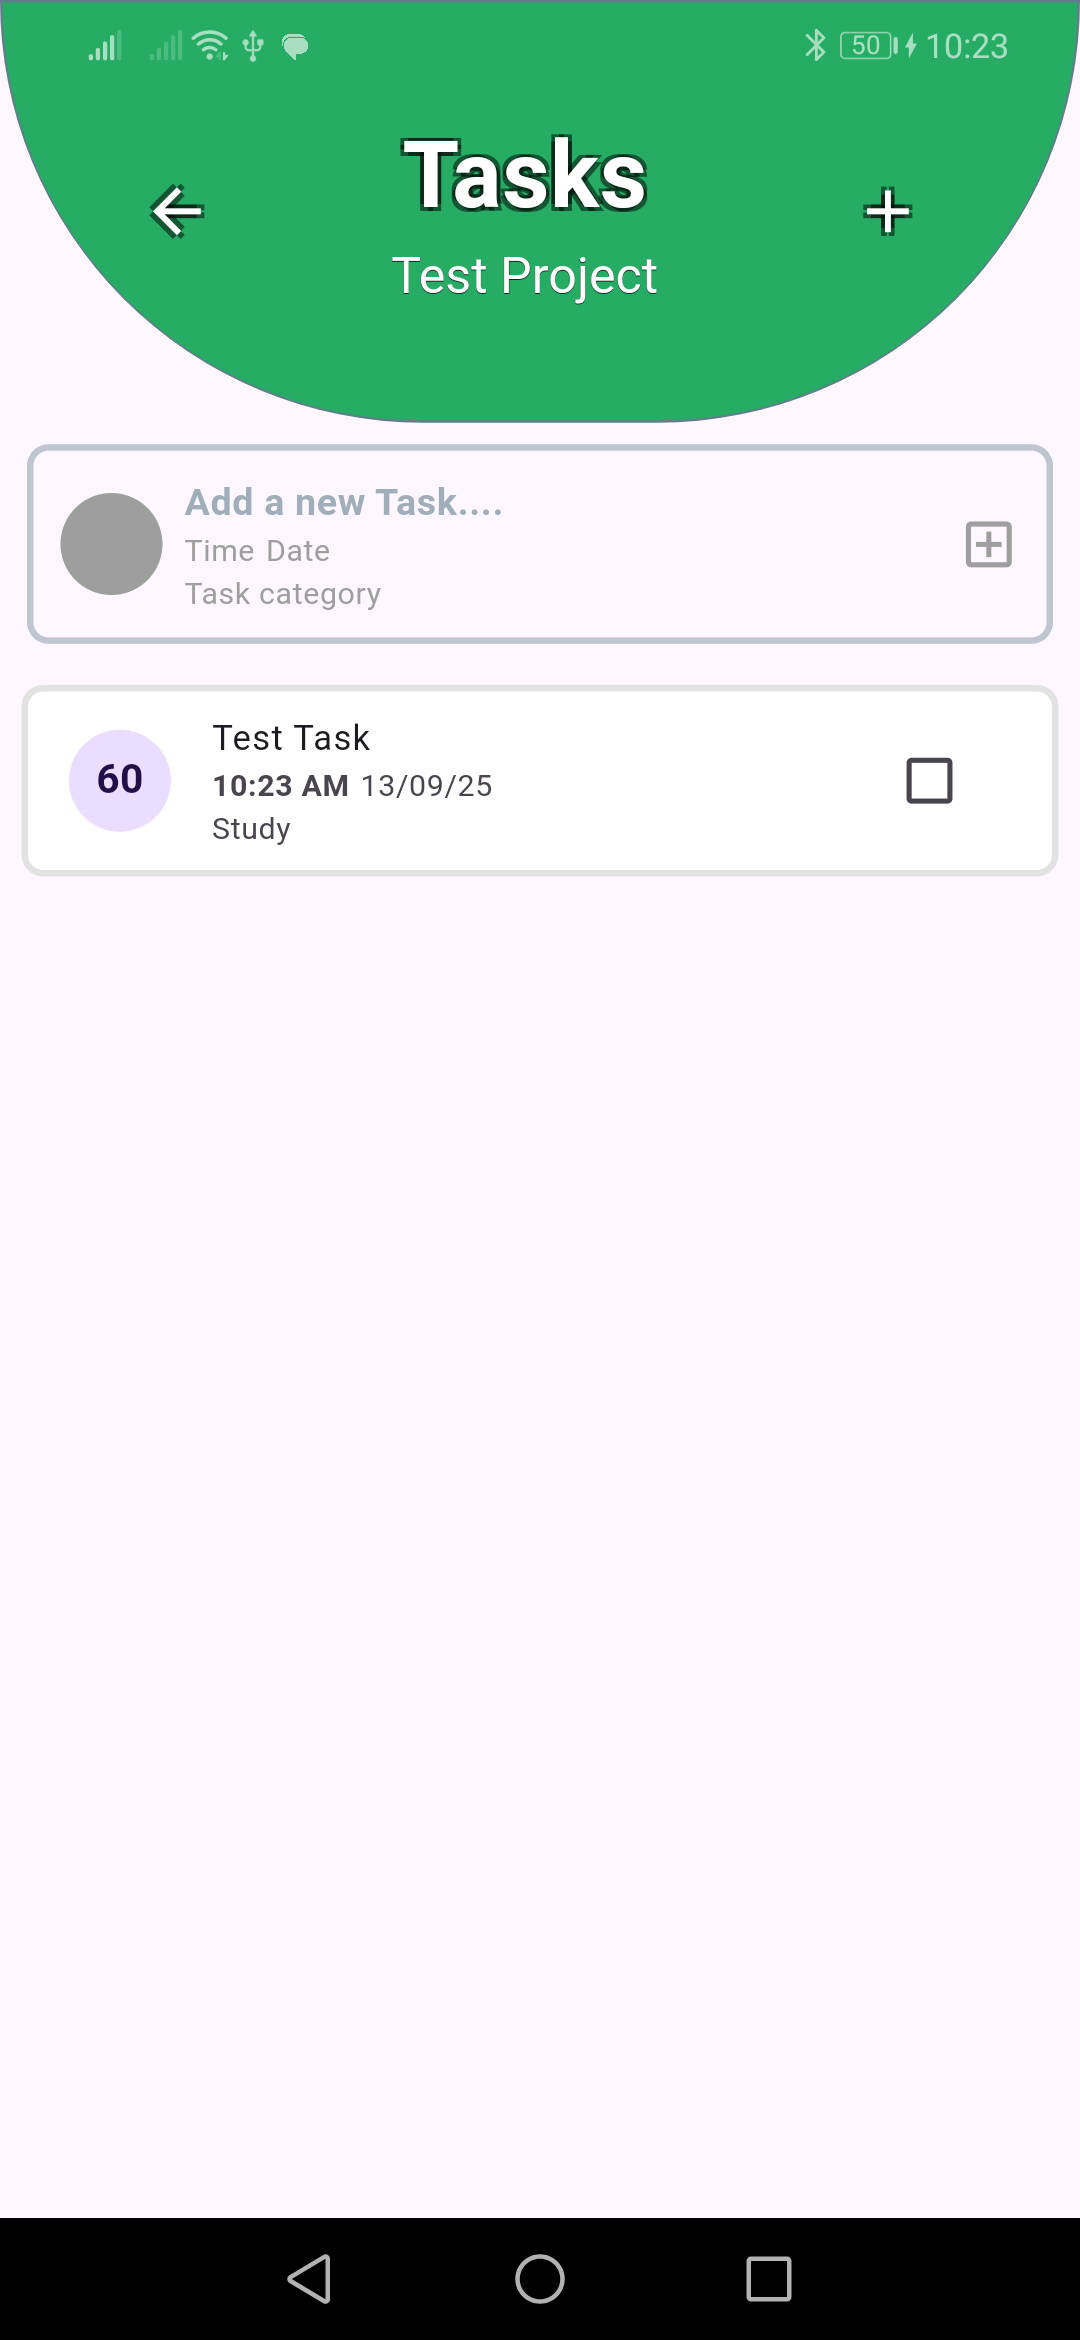 50 10:23
Tasks
Test Project
Add a new Task....
Time Date
Task category
60
Test Task
10:23 AM 13/09/25
Study